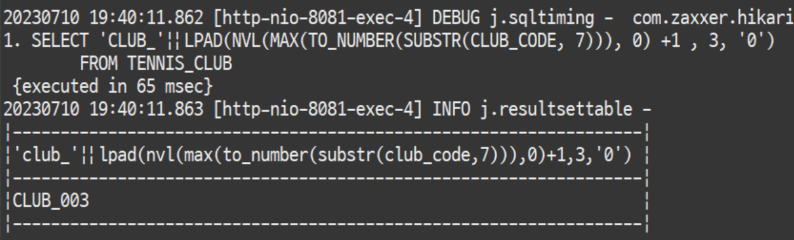 20230710 19:40:11.862 [http-nio-8081-exec-4] DEBUG j.sqltiming - com.zaxxer.hikari
1. SELECT 'CLUB_'||LPAD(NVL(MAX(TO_NUMBER(SUBSTR(CLUB_CODE, 7))), 0) +1 , 3, '0')
FROM TENNIS_CLUB
{executed in 65 msec}
20230710 19:40:11.863 [http-nio-8081-exec-4] INFO j.resultsettable -
|---------------------------------------------------------------|
|'club_'||lpad(nvl(max(to_number(substr(club_code,7))),0)+1,3,'0') |
|---------------------------------------------------------------|
|CLUB_003 |
|---------------------------------------------------------------|